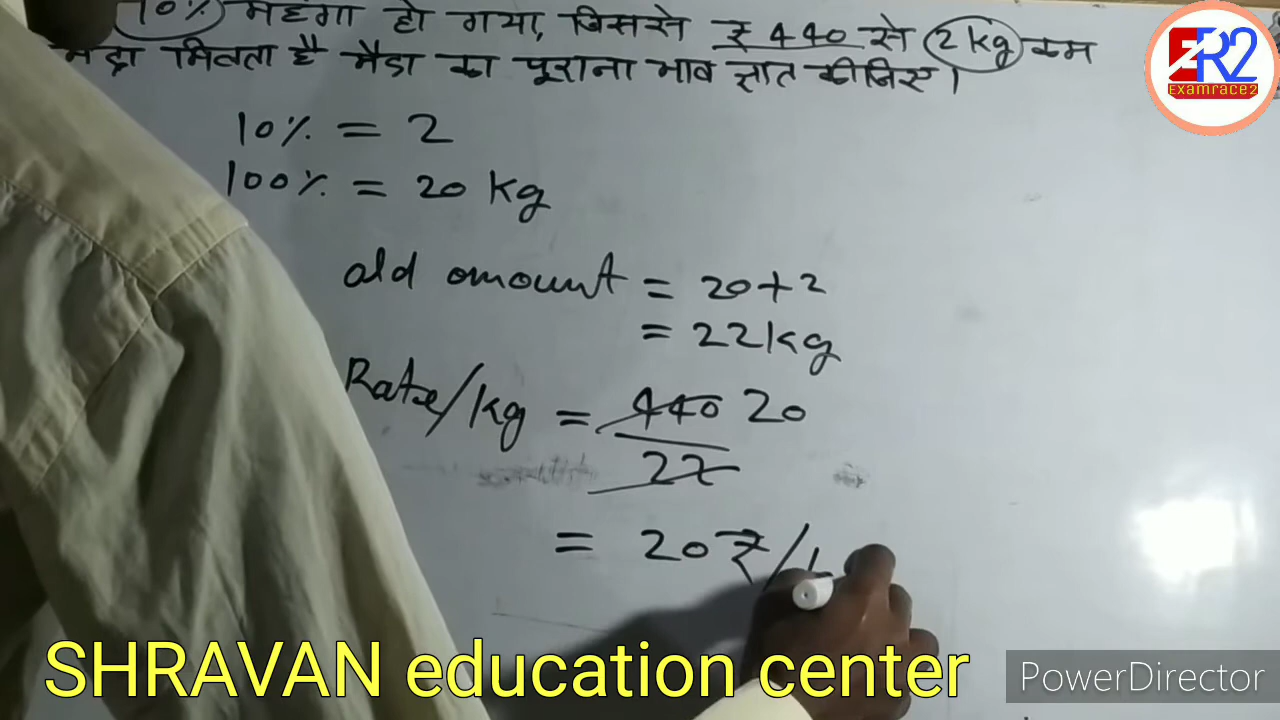 10% महंगा हो गया, जिससे ₹ 440 से 2 kg कम
मिलता है मैदा का पूराना भाव ज्ञात कीजिए।
10% = 2
100% = 20 Kg
old amount = 20+2
= 22 kg
Rate/kg = 440 20
22
= 20 ₹/
ER2
Examrace2
SHRAVAN education center
PowerDirector